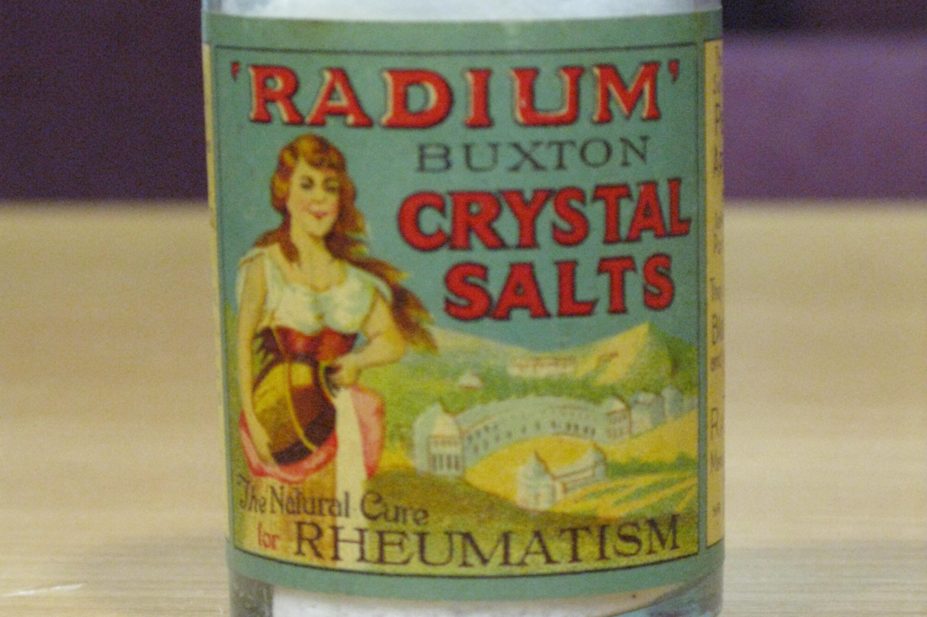 'RADIUM'
BUXTON
CRYSTAL
SALTS
The Natural Cure
for RHEUMATISM